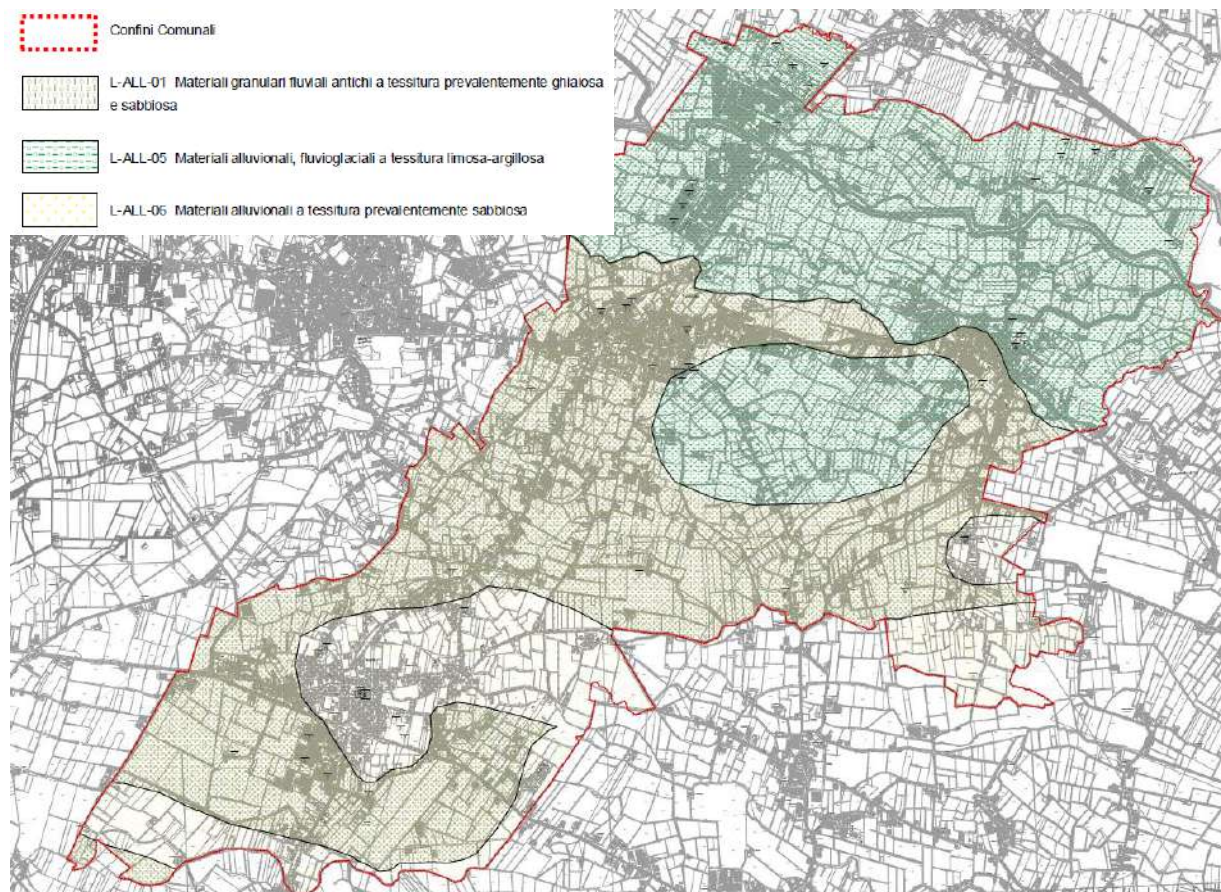 Confini Comunali
L-ALL-01 Materiali granulari fluviali antichi a tessitura prevalentemente ghialosa
e sabbiosa
L-ALL-05 Materiali alluvionali, fluvioglaciali a tessitura limosa-argillosa
L-ALL-06 Materiali alluvionali a tessitura prevalentemente sabbiosa